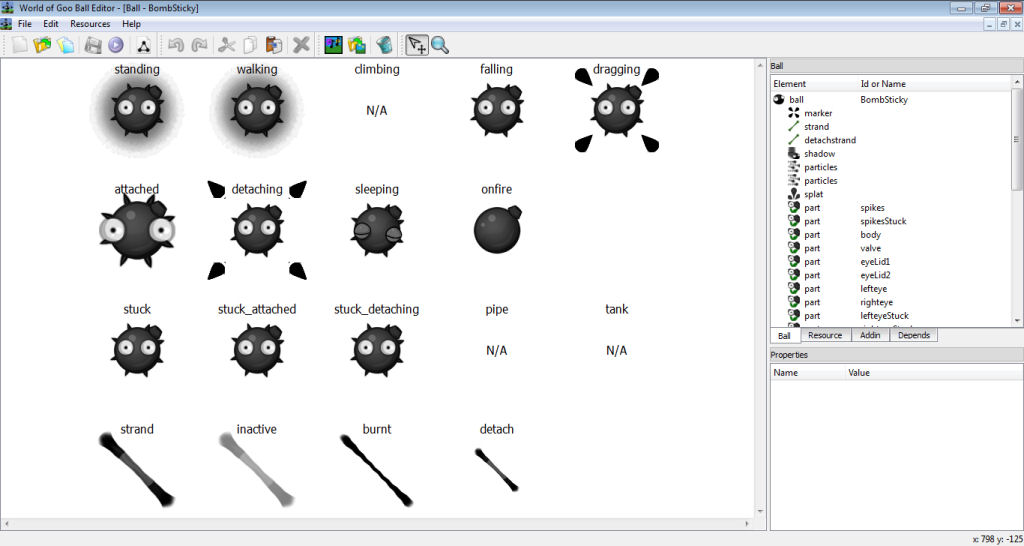 World of Goo Ball Editor - [Ball - BombSticky]
File Edit Resources Help
standing walking climbing falling dragging
N/A
attached detaching sleeping onfire
stuck stuck_attached stuck_detaching pipe tank
N/A N/A
strand inactive burnt detach
Ball
Element Id or Name
ball BombSticky
marker
strand
detachstrand
shadow
particles
particles
splat
part spikes
part spikesStuck
part body
part valve
part eyeLid1
part eyeLid2
part lefteye
part righteye
part lefteyeStuck
Ball Resource Addin Depends
Properties
Name Value
x: 798 y: -125